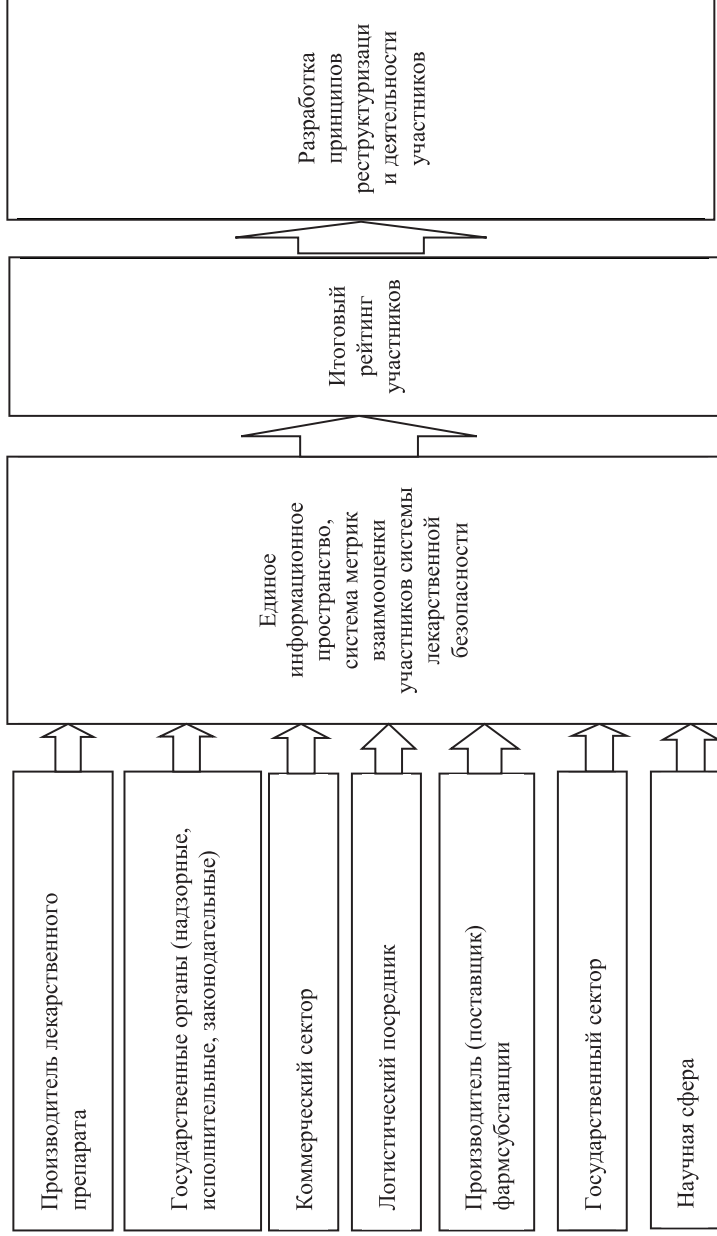 Производитель лекарственного
препарата
Государственные органы (надзорные,
исполнительные, законодательные)
Коммерческий сектор
Логистический посредник
Производитель (поставщик)
фармсубстанции
Государственный сектор
Научная сфера
Единое
информационное
пространство,
система метрик
взаимооценки
участников системы
лекарственной
безопасности
Итоговый
рейтинг
участников
Разработка
принципов
реструктуризаци
и деятельности
участников